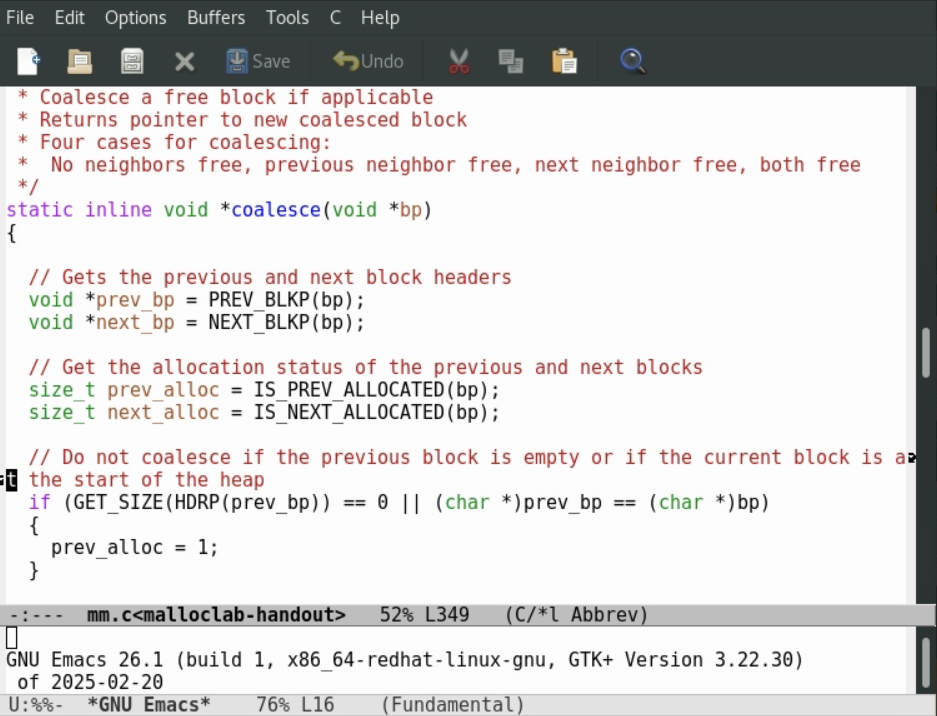 File Edit Options Buffers Tools C Help
Save Undo
* Coalesce a free block if applicable
* Returns pointer to new coalesced block
* Four cases for coalescing:
*  No neighbors free, previous neighbor free, next neighbor free, both free
*/
static inline void *coalesce(void *bp)
{
// Gets the previous and next block headers
void *prev_bp = PREV_BLKP(bp);
void *next_bp = NEXT_BLKP(bp);
// Get the allocation status of the previous and next blocks
size_t prev_alloc = IS_PREV_ALLOCATED(bp);
size_t next_alloc = IS_NEXT_ALLOCATED(bp);
// Do not coalesce if the previous block is empty or if the current block is a
t the start of the heap
if (GET_SIZE(HDRP(prev_bp)) == 0 || (char *)prev_bp == (char *)bp)
{
prev_alloc = 1;
}
-:--- mm.c<malloclab-handout> 52% L349 (C/*l Abbrev)
GNU Emacs 26.1 (build 1, x86_64-redhat-linux-gnu, GTK+ Version 3.22.30)
of 2025-02-20
U:%%- *GNU Emacs* 76% L16 (Fundamental)